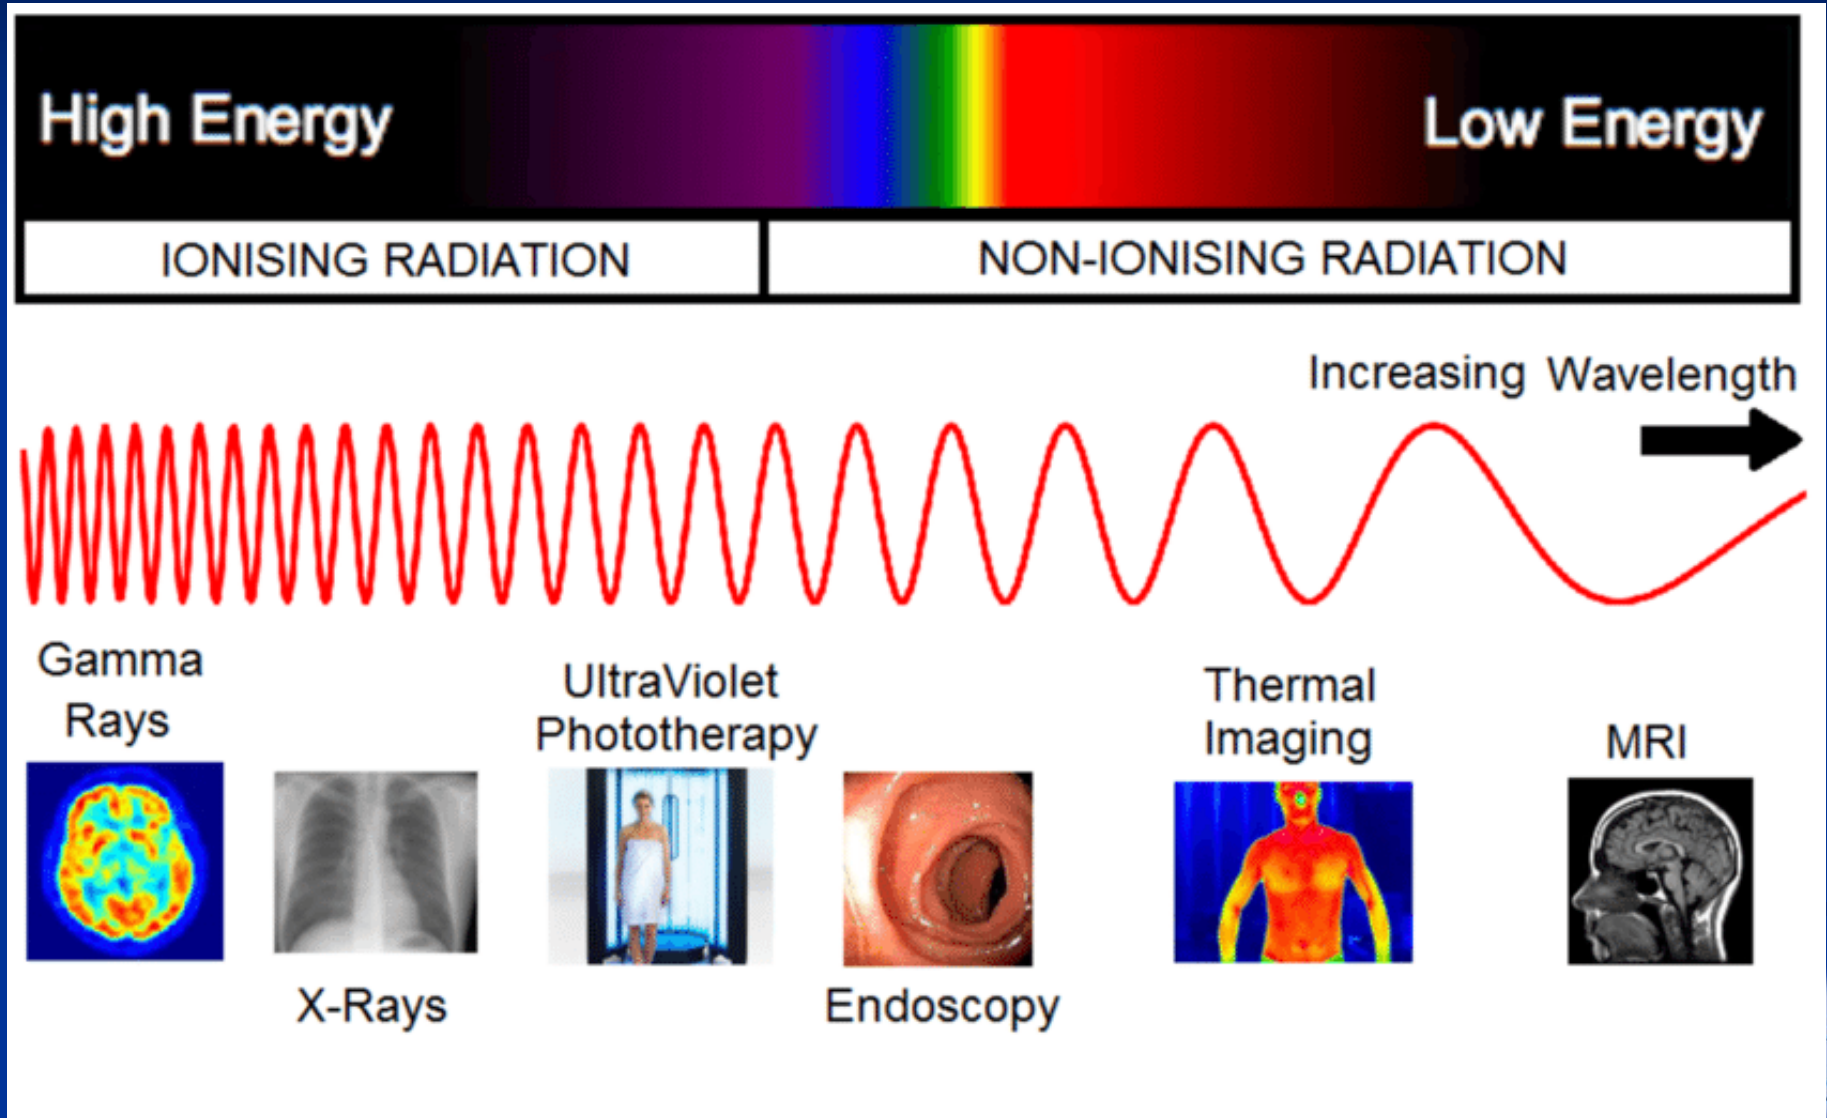 High Energy
Low Energy
IONISING RADIATION
NON-IONISING RADIATION
Increasing Wavelength
Gamma
Rays
UltraViolet
Phototherapy
Thermal
Imaging
MRI
X-Rays
Endoscopy